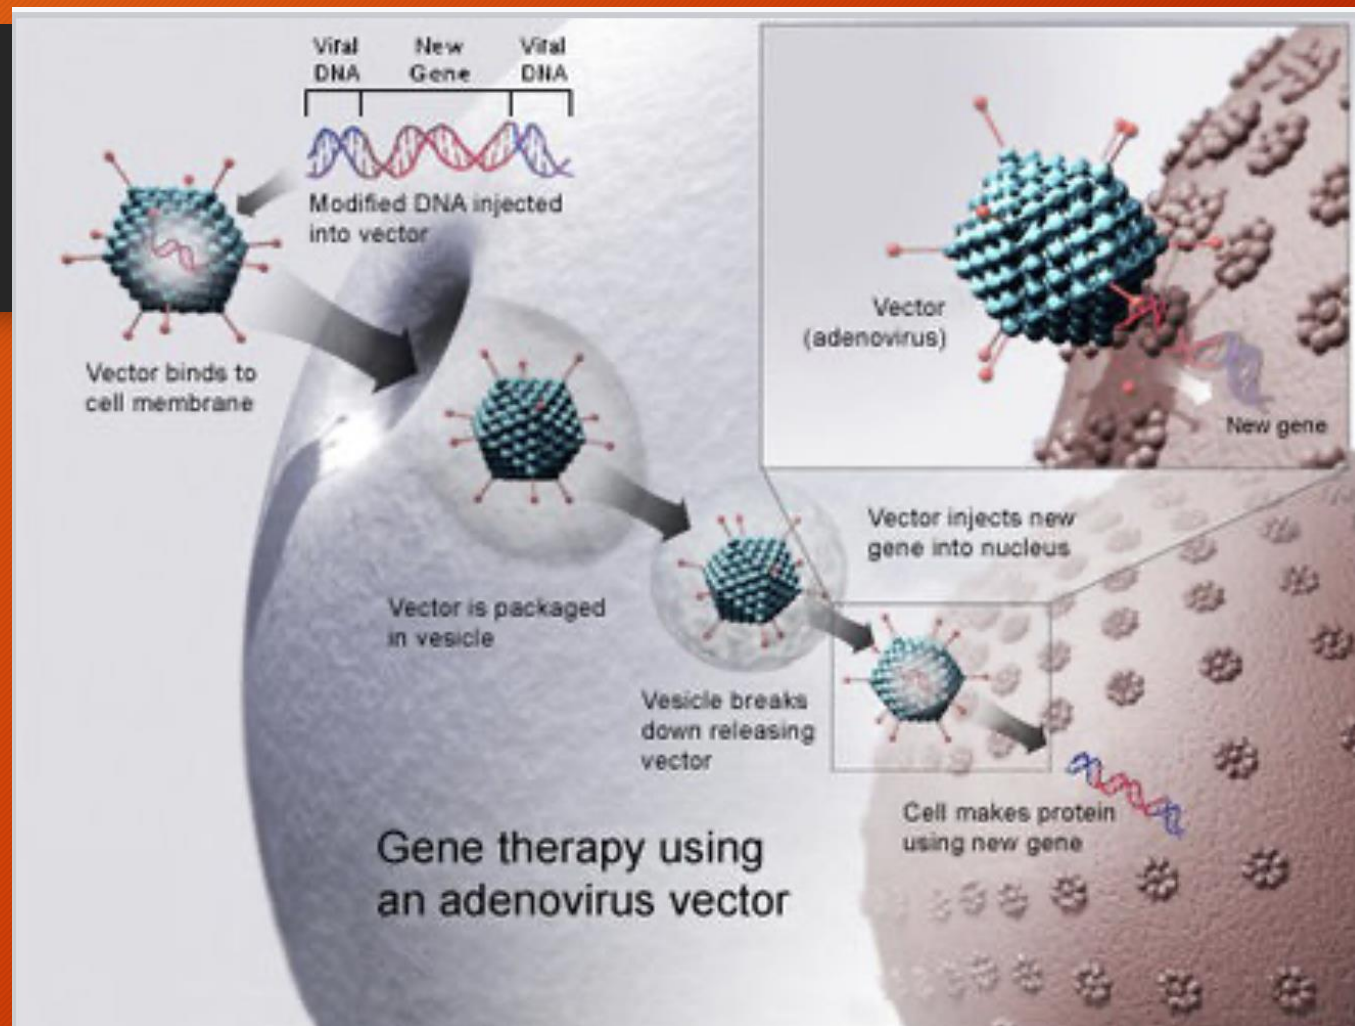 Viral New Viral
DNA Gene DNA
Modified DNA injected
into vector
Vector binds to
cell membrane
Vector
(adenovirus)
New gene
Vector injects new
gene into nucleus
Vector is packaged
in vesicle
Vesicle breaks
down releasing
vector
Cell makes protein
using new gene
Gene therapy using
an adenovirus vector